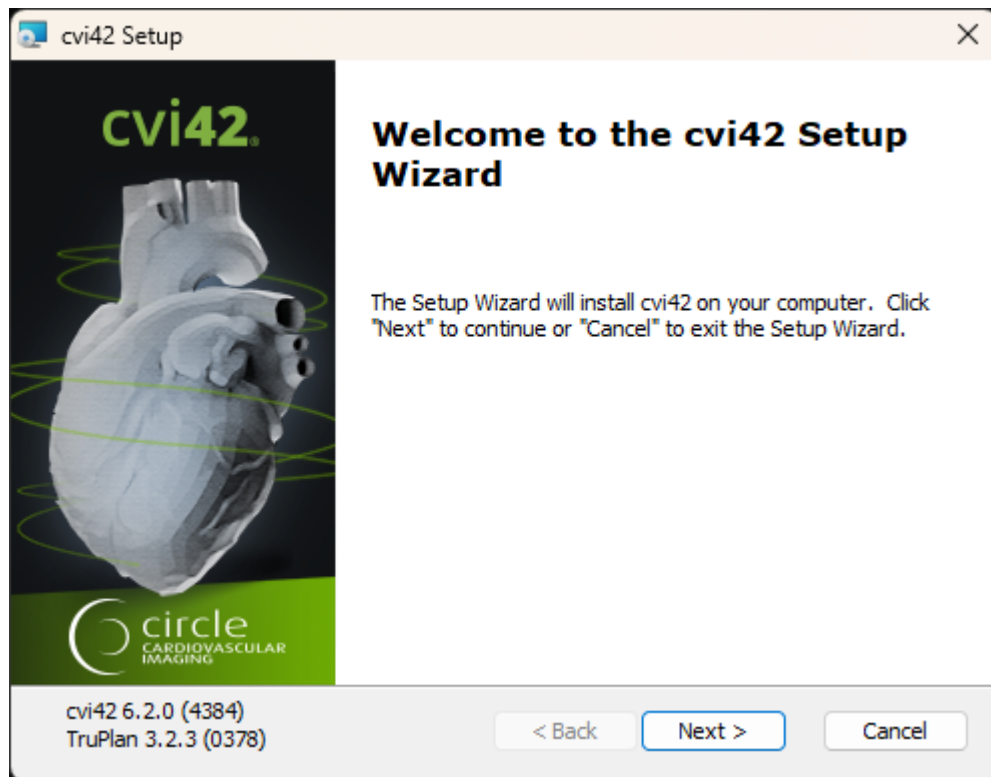 cvi42 Setup
cvi42®
Welcome to the cvi42 Setup
Wizard
The Setup Wizard will install cvi42 on your computer.  Click
"Next" to continue or "Cancel" to exit the Setup Wizard.
circle
CARDIOVASCULAR
IMAGING
cvi42 6.2.0 (4384)
TruPlan 3.2.3 (0378)
< Back
Next >
Cancel